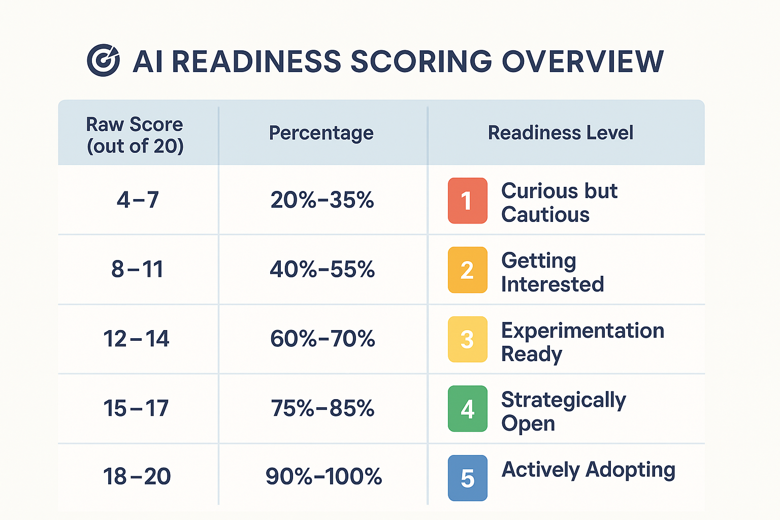 AI READINESS SCORING OVERVIEW
Raw Score
(out of 20)
Percentage
Readiness Level
4–7
20%–35%
1
Curious but
Cautious
8–11
40%–55%
2
Getting
Interested
12–14
60%–70%
3
Experimentation
Ready
15–17
75%–85%
4
Strategically
Open
18–20
90%–100%
5
Actively Adopting